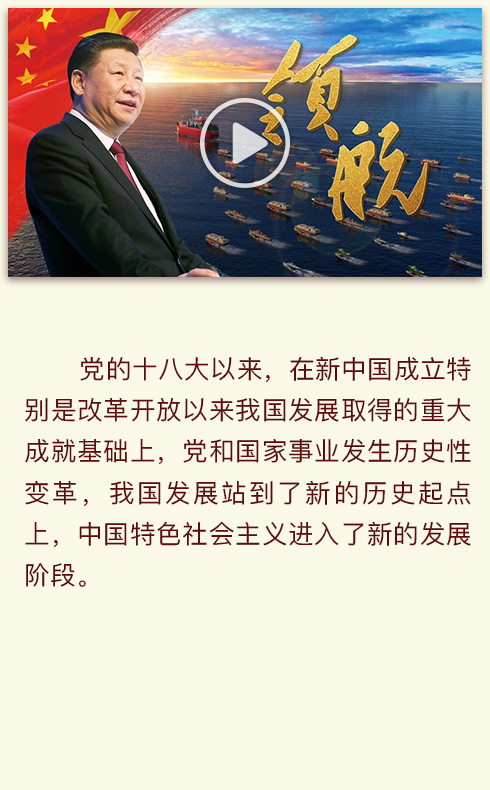 领航
党的十八大以来，在新中国成立特
别是改革开放以来我国发展取得的重大
成就基础上，党和国家事业发生历史性
变革，我国发展站到了新的历史起点
上，中国特色社会主义进入了新的发展
阶段。